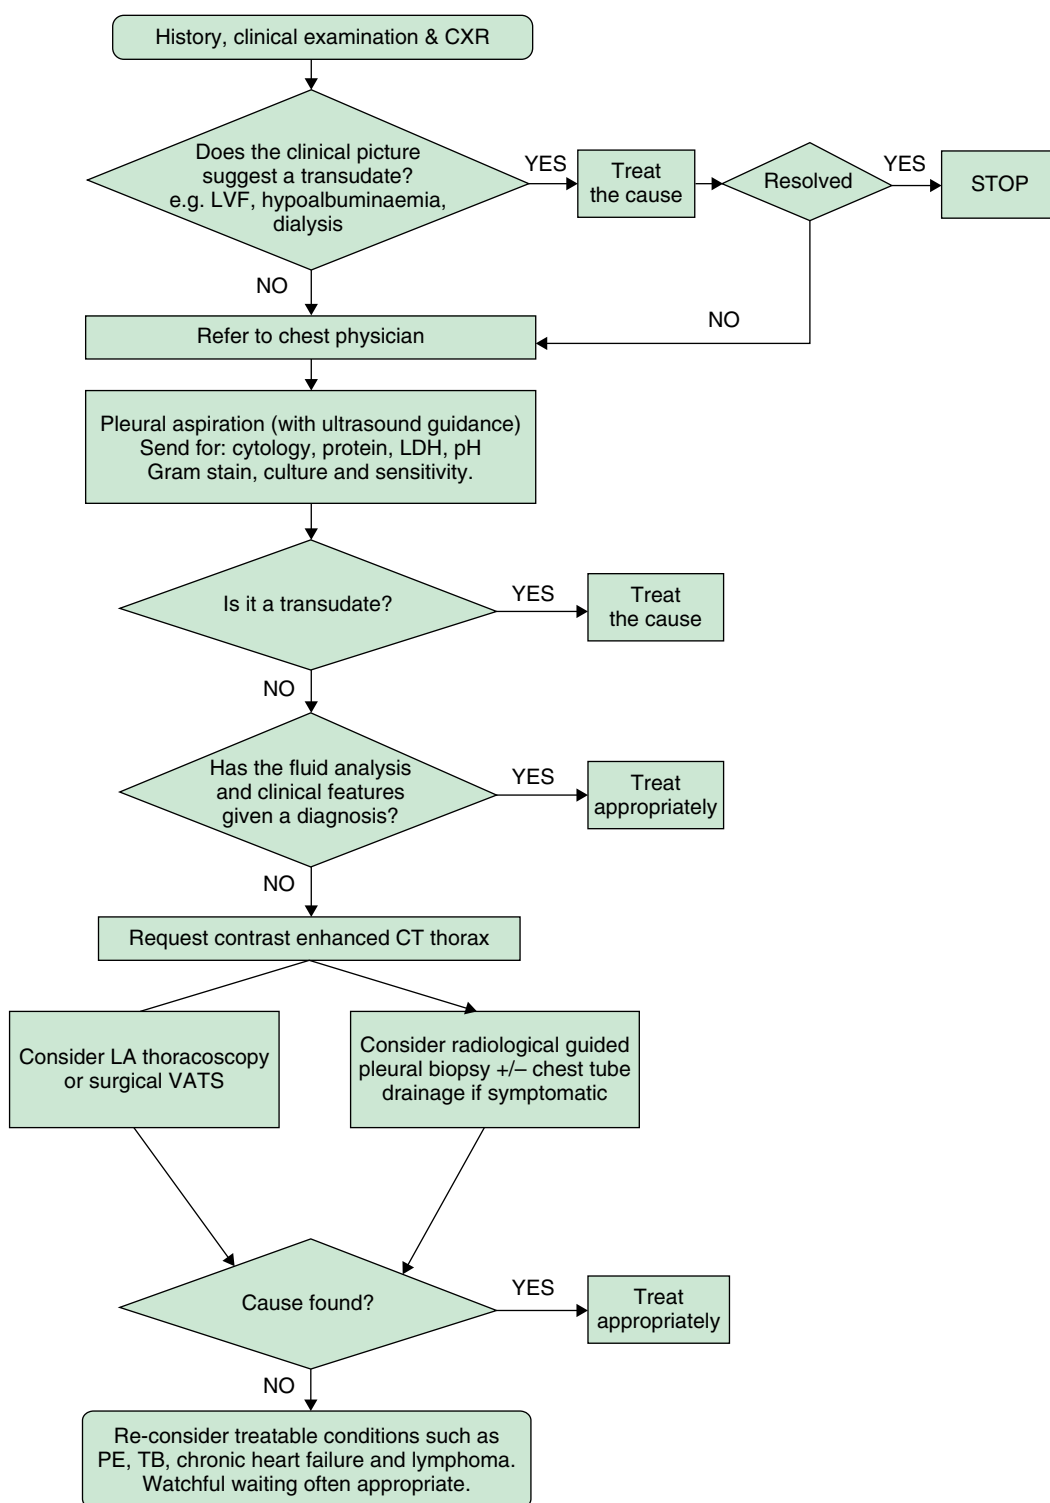 History, clinical examination & CXR
Does the clinical picture
suggest a transudate?
e.g. LVF, hypoalbuminaemia,
dialysis
YES
Treat
the cause
Resolved
YES
STOP
NO
NO
Refer to chest physician
Pleural aspiration (with ultrasound guidance)
Send for: cytology, protein, LDH, pH
Gram stain, culture and sensitivity.
Is it a transudate?
YES
Treat
the cause
NO
Has the fluid analysis
and clinical features
given a diagnosis?
YES
Treat
appropriately
NO
Request contrast enhanced CT thorax
Consider LA thoracoscopy
or surgical VATS
Consider radiological guided
pleural biopsy +/– chest tube
drainage if symptomatic
Cause found?
YES
Treat
appropriately
NO
Re-consider treatable conditions such as
PE, TB, chronic heart failure and lymphoma.
Watchful waiting often appropriate.